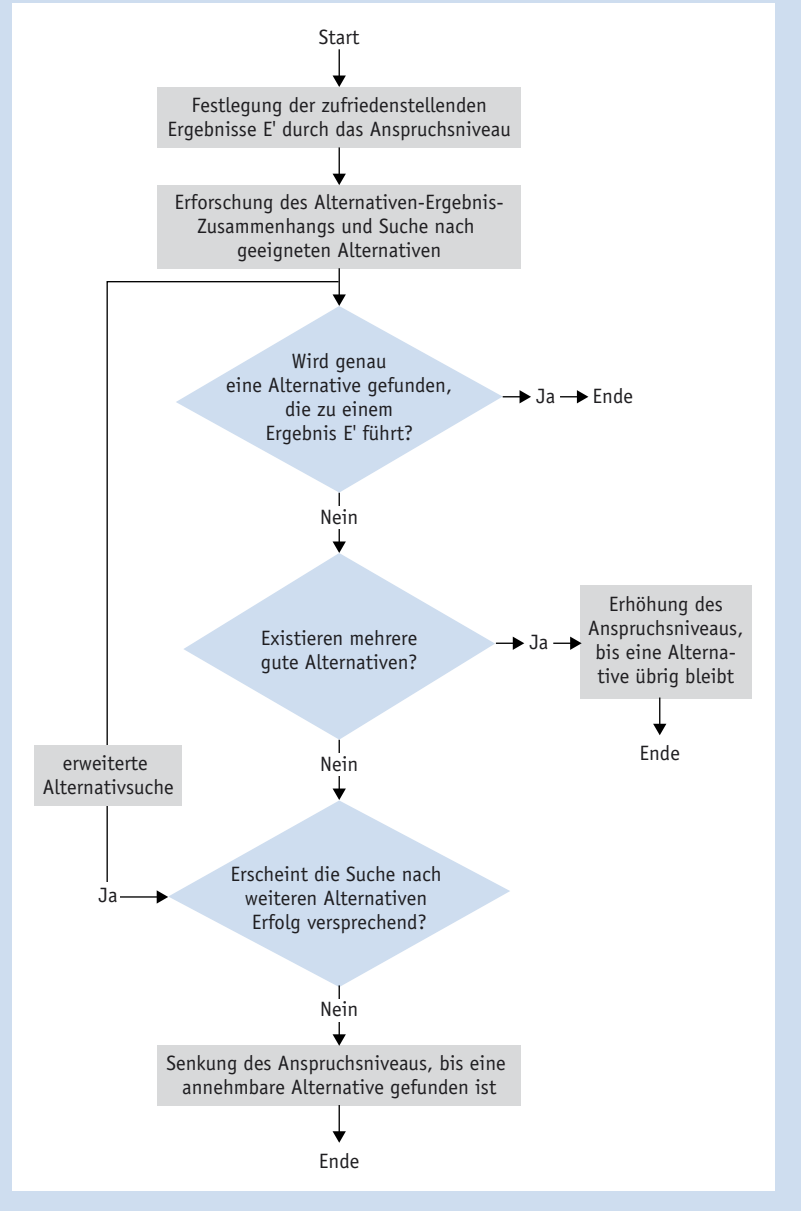 Start
Festlegung der zufriedenstellenden
Ergebnisse E' durch das Anspruchsniveau
Erforschung des Alternativen-Ergebnis-
Zusammenhangs und Suche nach
geeigneten Alternativen
Wird genau
eine Alternative gefunden,
die zu einem
Ergebnis E' führt?
Ja
Ende
Nein
Existieren mehrere
gute Alternativen?
Ja
Erhöhung des
Anspruchsniveaus,
bis eine Alterna-
tive übrig bleibt
Ende
Nein
erweiterte
Alternativsuche
Ja
Erscheint die Suche nach
weiteren Alternativen
Erfolg versprechend?
Nein
Senkung des Anspruchsniveaus, bis eine
annehmbare Alternative gefunden ist
Ende